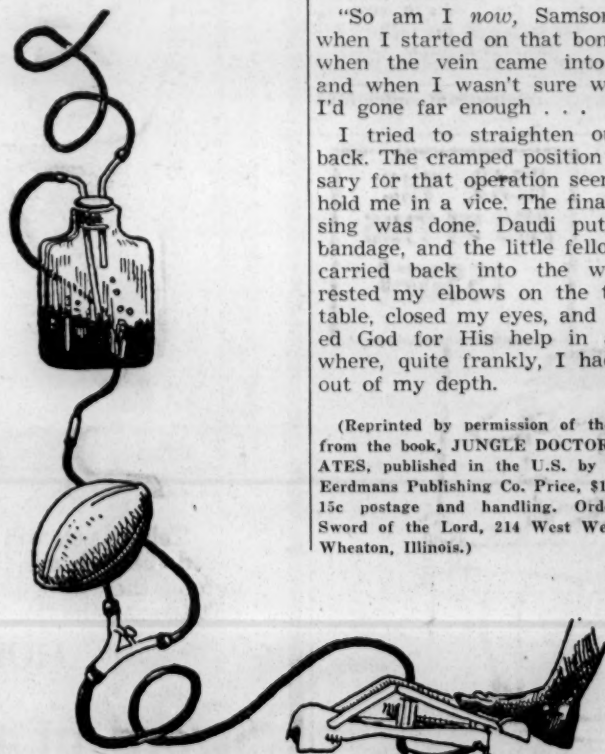 “So am I now, Samson
when I started on that bon
when the vein came into
and when I wasn't sure w
I'd gone far enough . . .
I tried to straighten o
back. The cramped position
sary for that operation seer
hold me in a vice. The fina
sing was done. Daudi put
bandage, and the little fello
carried back into the w
rested my elbows on the t
table, closed my eyes, and
ed God for His help in
where, quite frankly, I ha
out of my depth.
(Reprinted by permission of th
from the book, JUNGLE DOCTOR
ATES, published in the U.S. by
Eerdmans Publishing Co. Price, $1
15c postage and handling. Ord
Sword of the Lord, 214 West We
Wheaton, Illinois.)